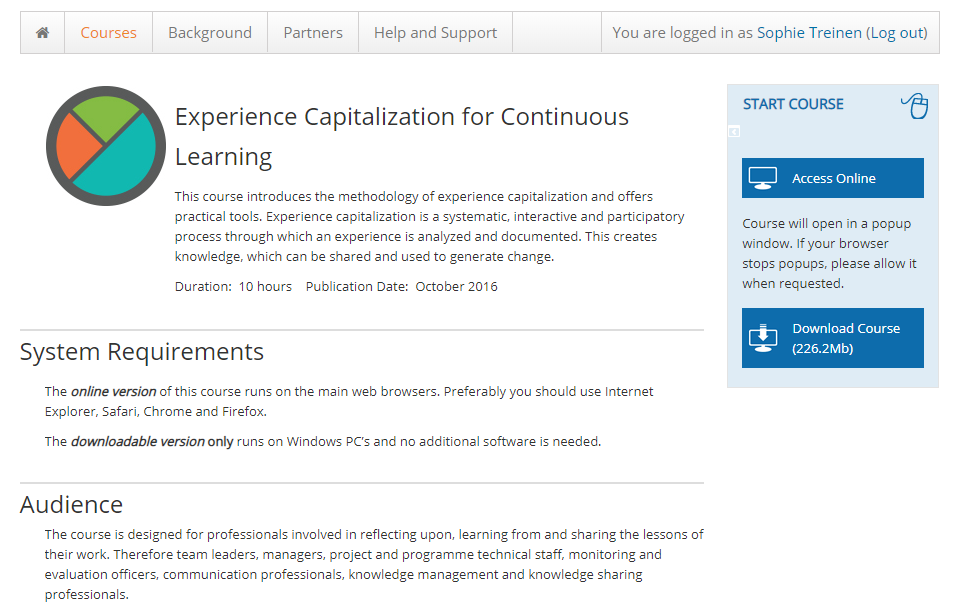 Courses Background Partners Help and Support You are logged in as Sophie Treinen (Log out)
Experience Capitalization for Continuous
Learning
This course introduces the methodology of experience capitalization and offers
practical tools. Experience capitalization is a systematic, interactive and participatory
process through which an experience is analyzed and documented. This creates
knowledge, which can be shared and used to generate change.
Duration: 10 hours Publication Date: October 2016
START COURSE
Access Online
Course will open in a popup
window. If your browser
stops popups, please allow it
when requested.
Download Course
(226.2Mb)
System Requirements
The online version of this course runs on the main web browsers. Preferably you should use Internet
Explorer, Safari, Chrome and Firefox.
The downloadable version only runs on Windows PC's and no additional software is needed.
Audience
The course is designed for professionals involved in reflecting upon, learning from and sharing the lessons of
their work. Therefore team leaders, managers, project and programme technical staff, monitoring and
evaluation officers, communication professionals, knowledge management and knowledge sharing
professionals.